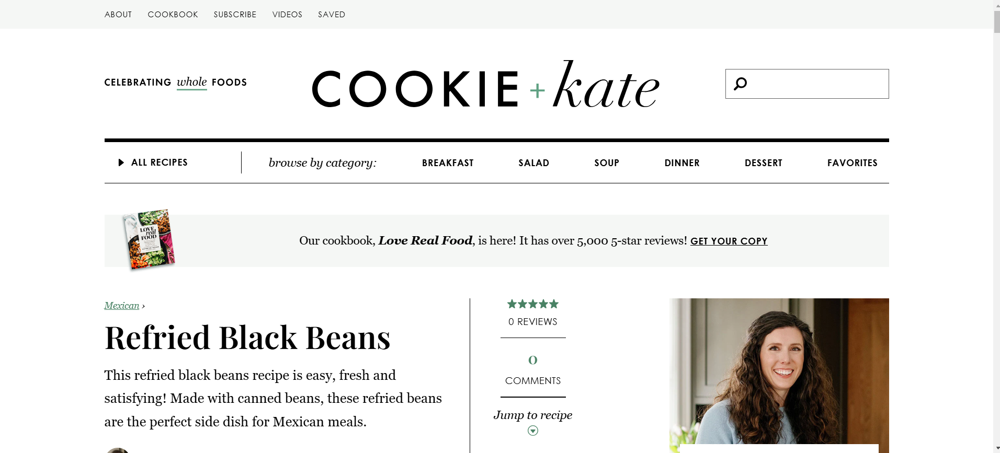 ABOUT COOKBOOK SUBSCRIBE VIDEOS SAVED
CELEBRATING whole FOODS
COOKIE + kate
ALL RECIPES
browse by category:
BREAKFAST SALAD SOUP DINNER DESSERT FAVORITES
LOVE
real
FOOD
Our cookbook, Love Real Food, is here! It has over 5,000 5-star reviews! GET YOUR COPY
Mexican ›
Refried Black Beans
This refried black beans recipe is easy, fresh and
satisfying! Made with canned beans, these refried beans
are the perfect side dish for Mexican meals.
0 REVIEWS
0
COMMENTS
Jump to recipe